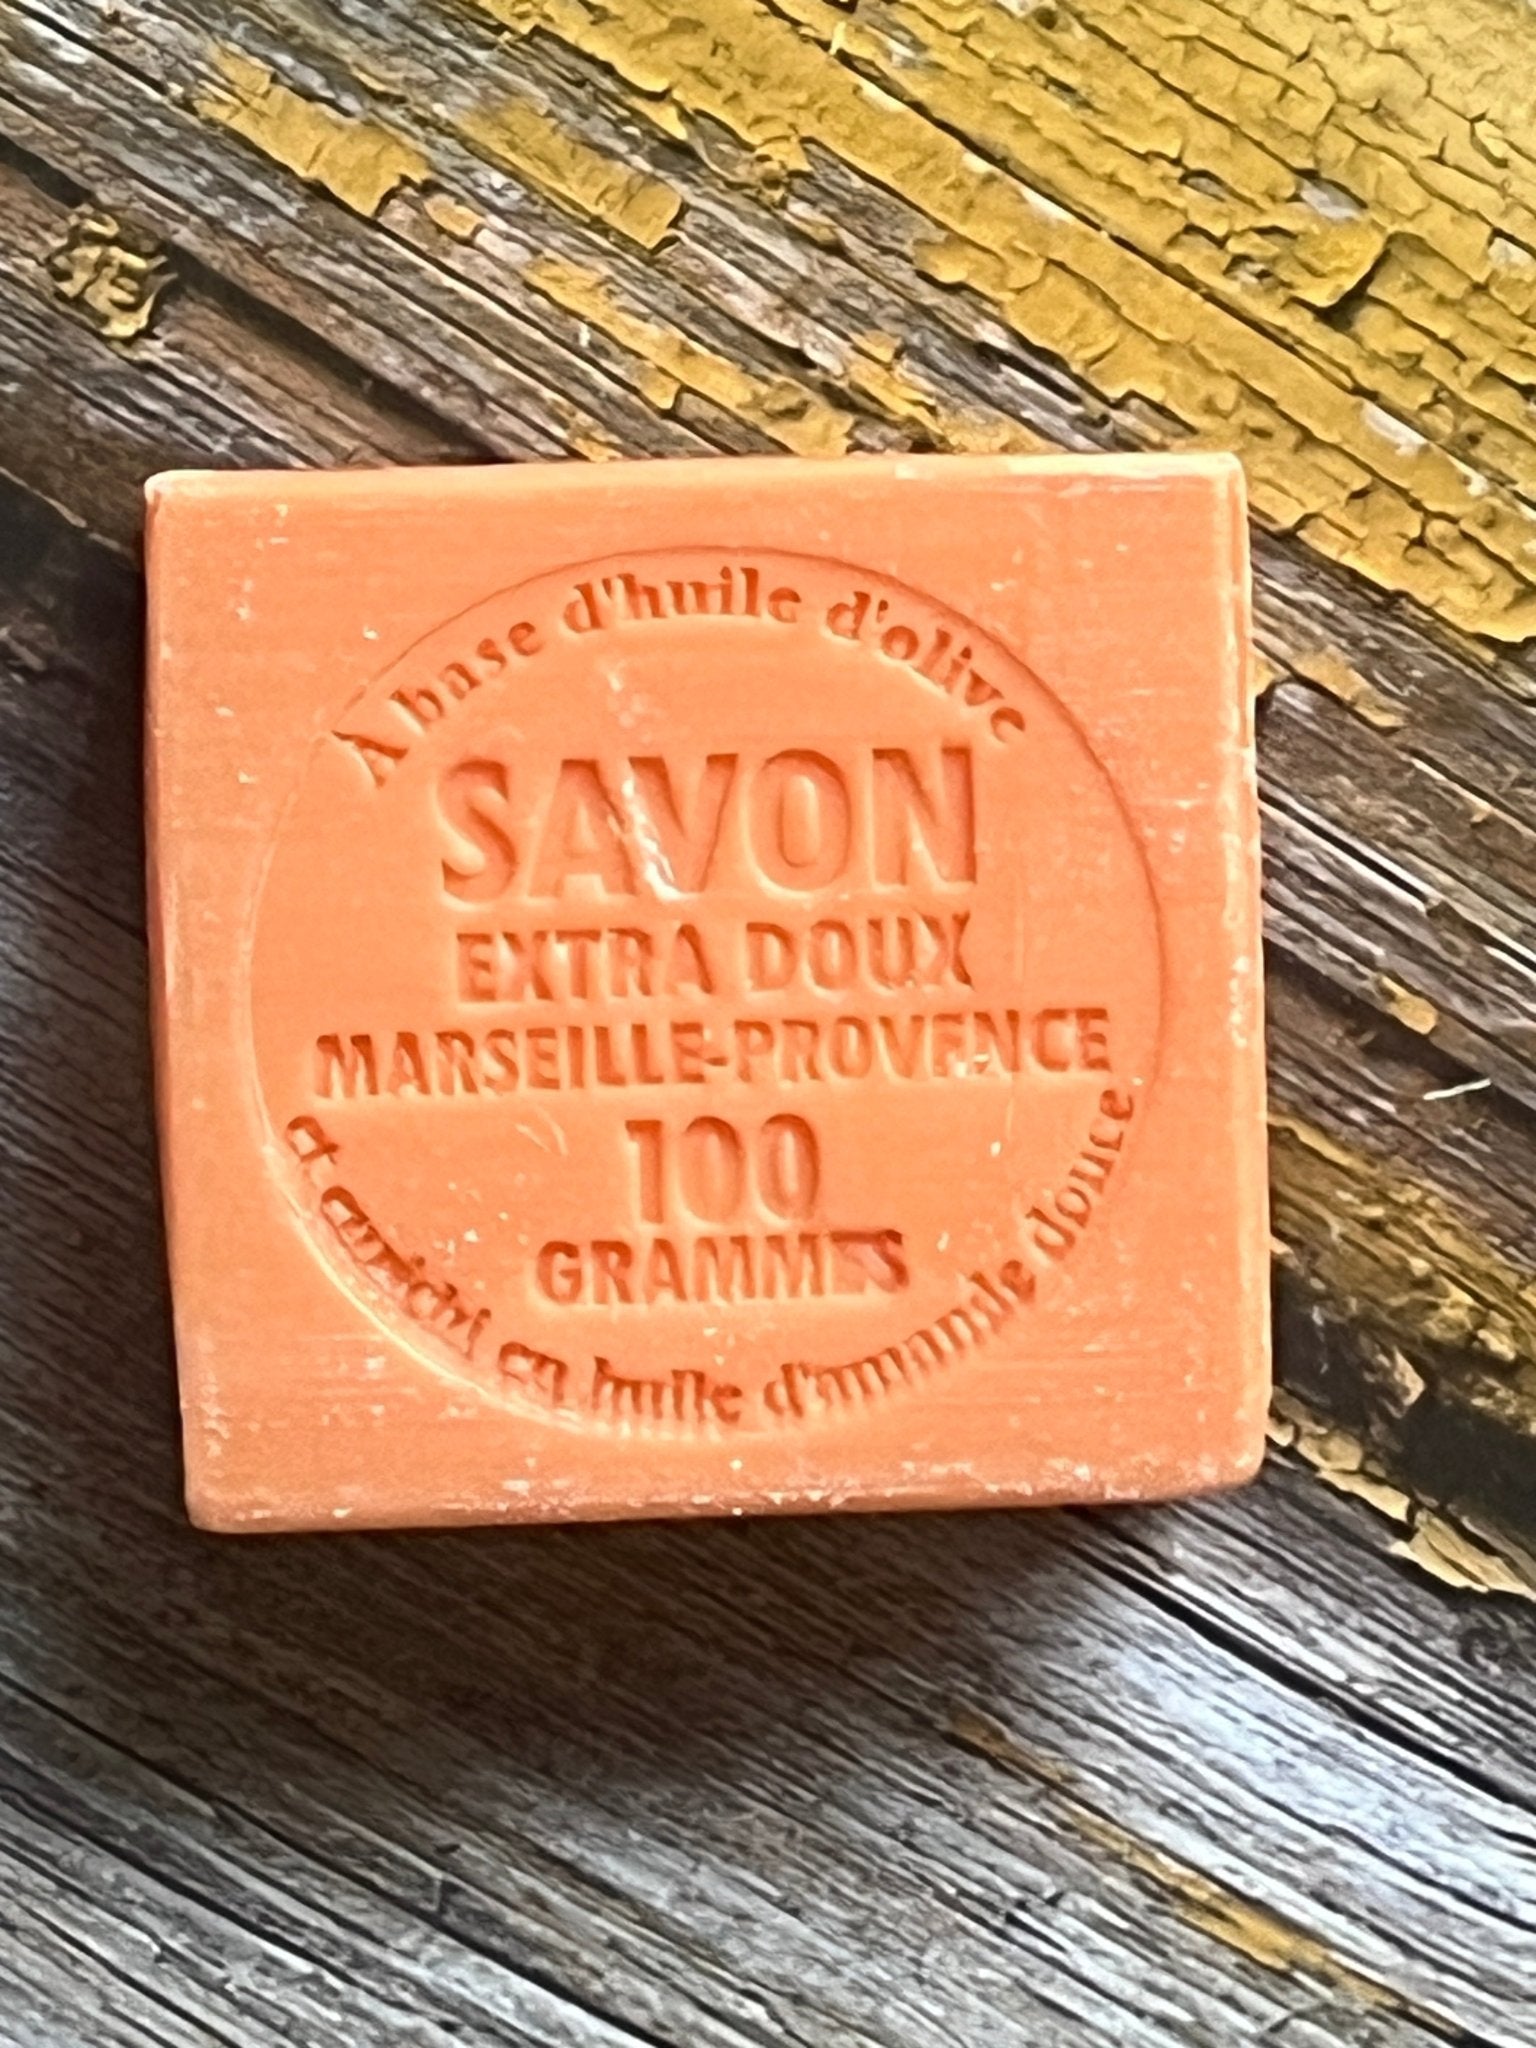 A base d'huile d'olive
SAVON
EXTRA DOUX
MARSEILLE-PROVENCE
100
GRAMMES
et enrichi en huile d'amande douce